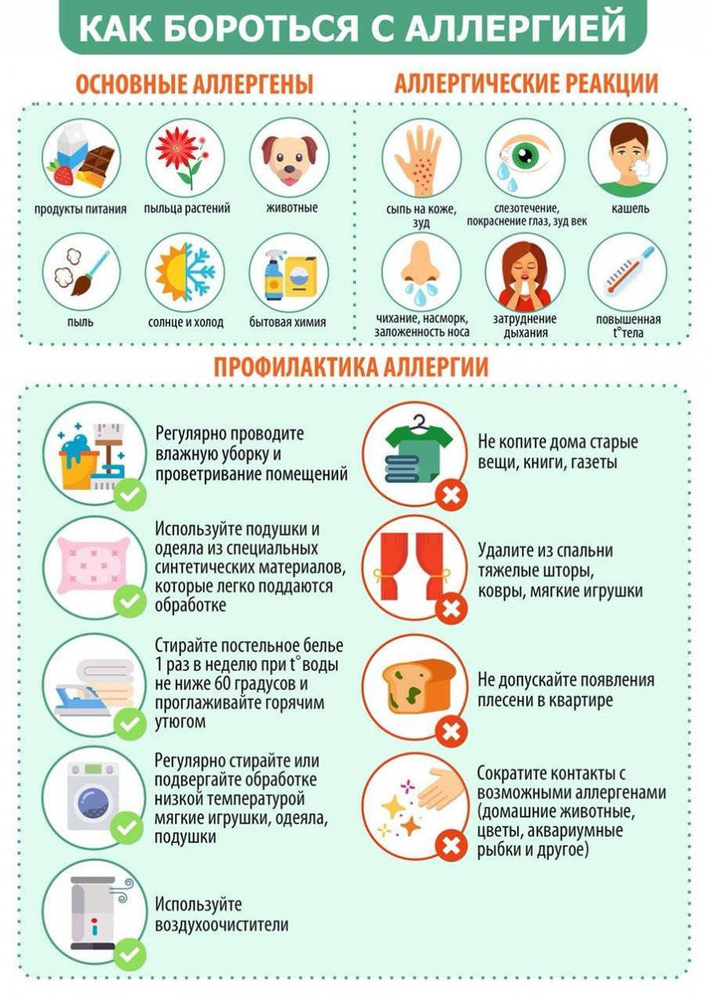 КАК БОРОТЬСЯ С АЛЛЕРГИЕЙ
ОСНОВНЫЕ АЛЛЕРГЕНЫ
продукты питания
пыльца растений
животные
пыль
солнце и холод
бытовая химия
АЛЛЕРГИЧЕСКИЕ РЕАКЦИИ
сыпь на коже,
зуд
слезотечение,
покраснение глаз, зуд век
кашель
чихание, насморк,
заложенность носа
затруднение
дыхания
повышенная
t°тела
ПРОФИЛАКТИКА АЛЛЕРГИИ
Регулярно проводите
влажную уборку и
проветривание помещений
Используйте подушки и
одеяла из специальных
синтетических материалов,
которые легко поддаются
обработке
Стирайте постельное белье
1 раз в неделю при t°воды
не ниже 60 градусов и
проглаживайте горячим
утюгом
Регулярно стирайте или
подвергайте обработке
низкой температурой
мягкие игрушки, одеяла,
подушки
Используйте
воздухоочистители
Не копите дома старые
вещи, книги, газеты
Удалите из спальни
тяжелые шторы,
ковры, мягкие игрушки
Не допускайте появления
плесени в квартире
Сократите контакты с
возможными аллергенами
(домашние животные,
цветы, аквариумные
рыбки и другое)